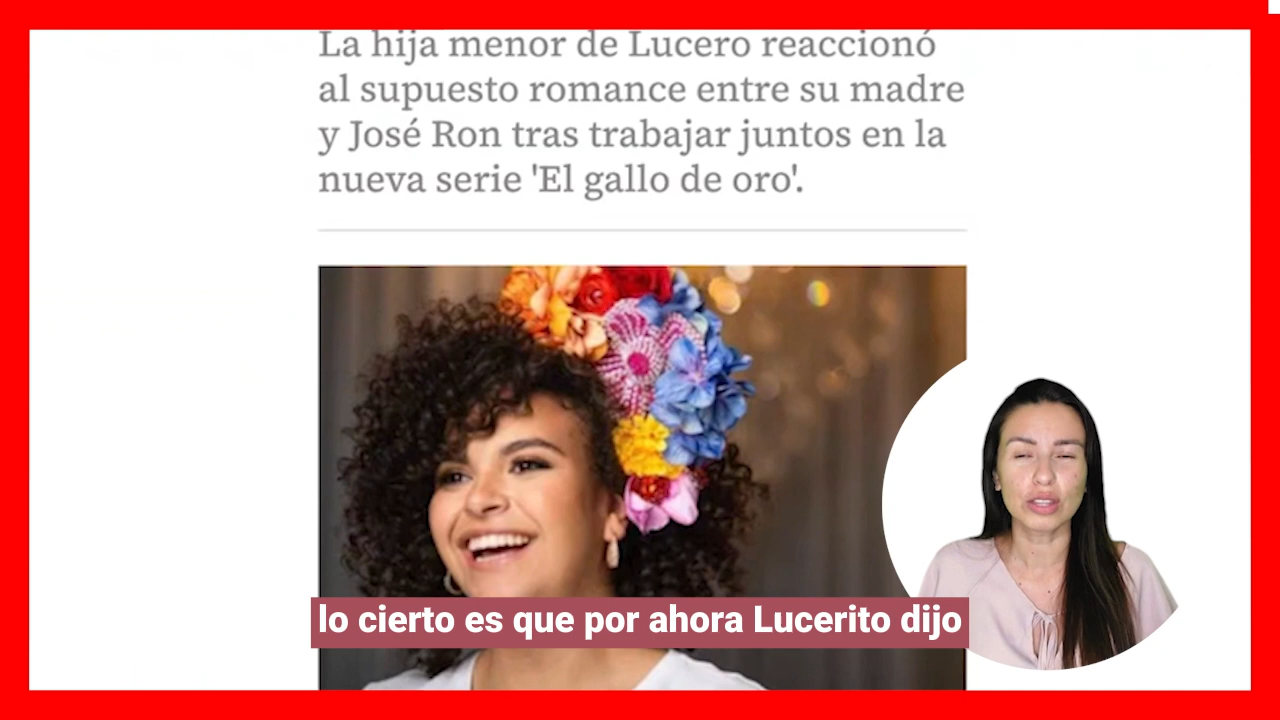 La hija menor de Lucero reaccionó
al supuesto romance entre su madre
y José Ron tras trabajar juntos en la
nueva serie 'El gallo de oro'.
lo cierto es que por ahora Lucerito dijo